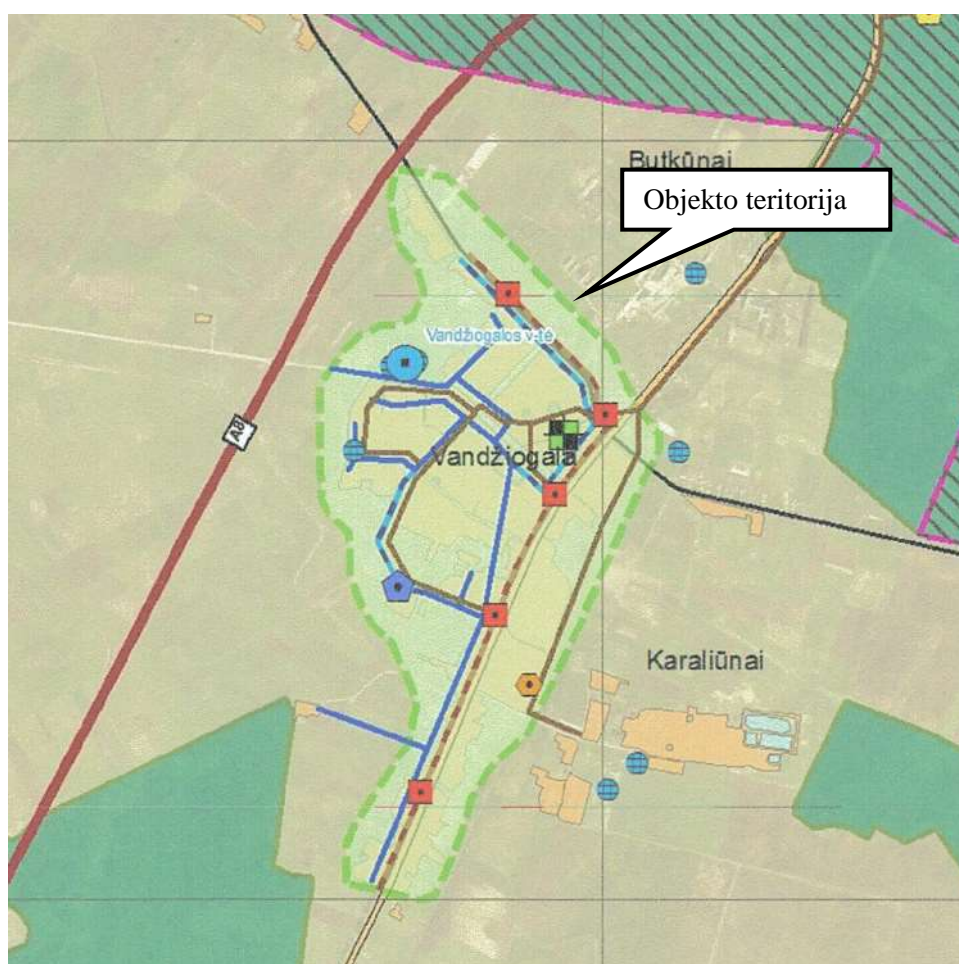 Butkūnai
Objekto teritorija
Vandžiogalos v-tė
A8
Vandžiogala
Karaliūnai